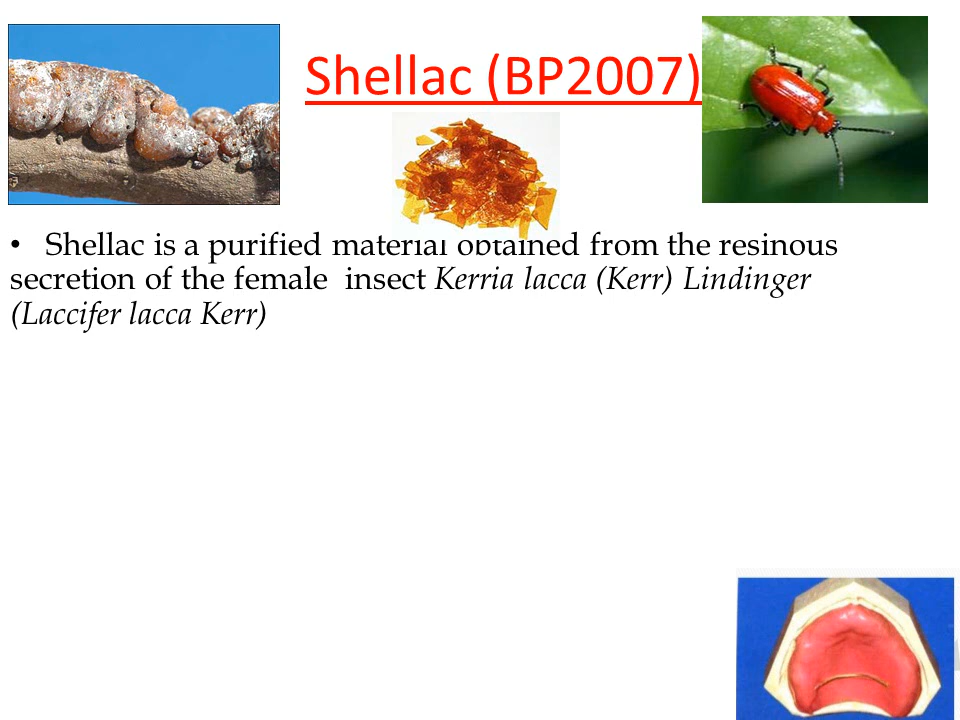 Shellac (BP2007)
• Shellac is a purified material obtained from the resinous
secretion of the female insect Kerria lacca (Kerr) Lindinger
(Laccifer lacca Kerr)